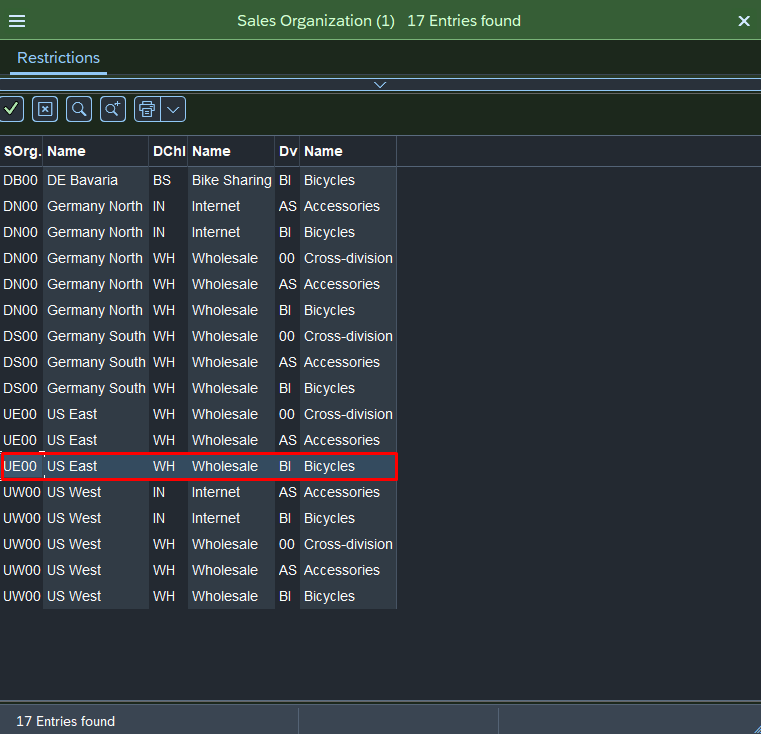 Sales Organization (1) 17 Entries found
Restrictions
SOrg. Name DChl Name Dv Name
DB00 DE Bavaria BS Bike Sharing BI Bicycles
DN00 Germany North IN Internet AS Accessories
DN00 Germany North IN Internet BI Bicycles
DN00 Germany North WH Wholesale 00 Cross-division
DN00 Germany North WH Wholesale AS Accessories
DN00 Germany North WH Wholesale BI Bicycles
DS00 Germany South WH Wholesale 00 Cross-division
DS00 Germany South WH Wholesale AS Accessories
DS00 Germany South WH Wholesale BI Bicycles
UE00 US East WH Wholesale 00 Cross-division
UE00 US East WH Wholesale AS Accessories
UE00 US East WH Wholesale BI Bicycles
UW00 US West IN Internet AS Accessories
UW00 US West IN Internet BI Bicycles
UW00 US West WH Wholesale 00 Cross-division
UW00 US West WH Wholesale AS Accessories
UW00 US West WH Wholesale BI Bicycles
17 Entries found